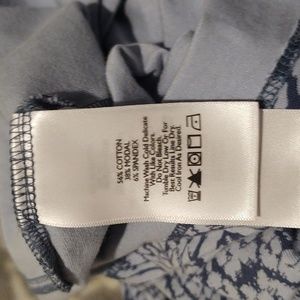 56% COTTON
38% MODAL
6% SPANDEX
Machine Wash Cold Delicate
With Like Colors.
Do Not Bleach
Tumble Dry Low Or For
Best Results Line Dry.
Cool Iron As Desired.